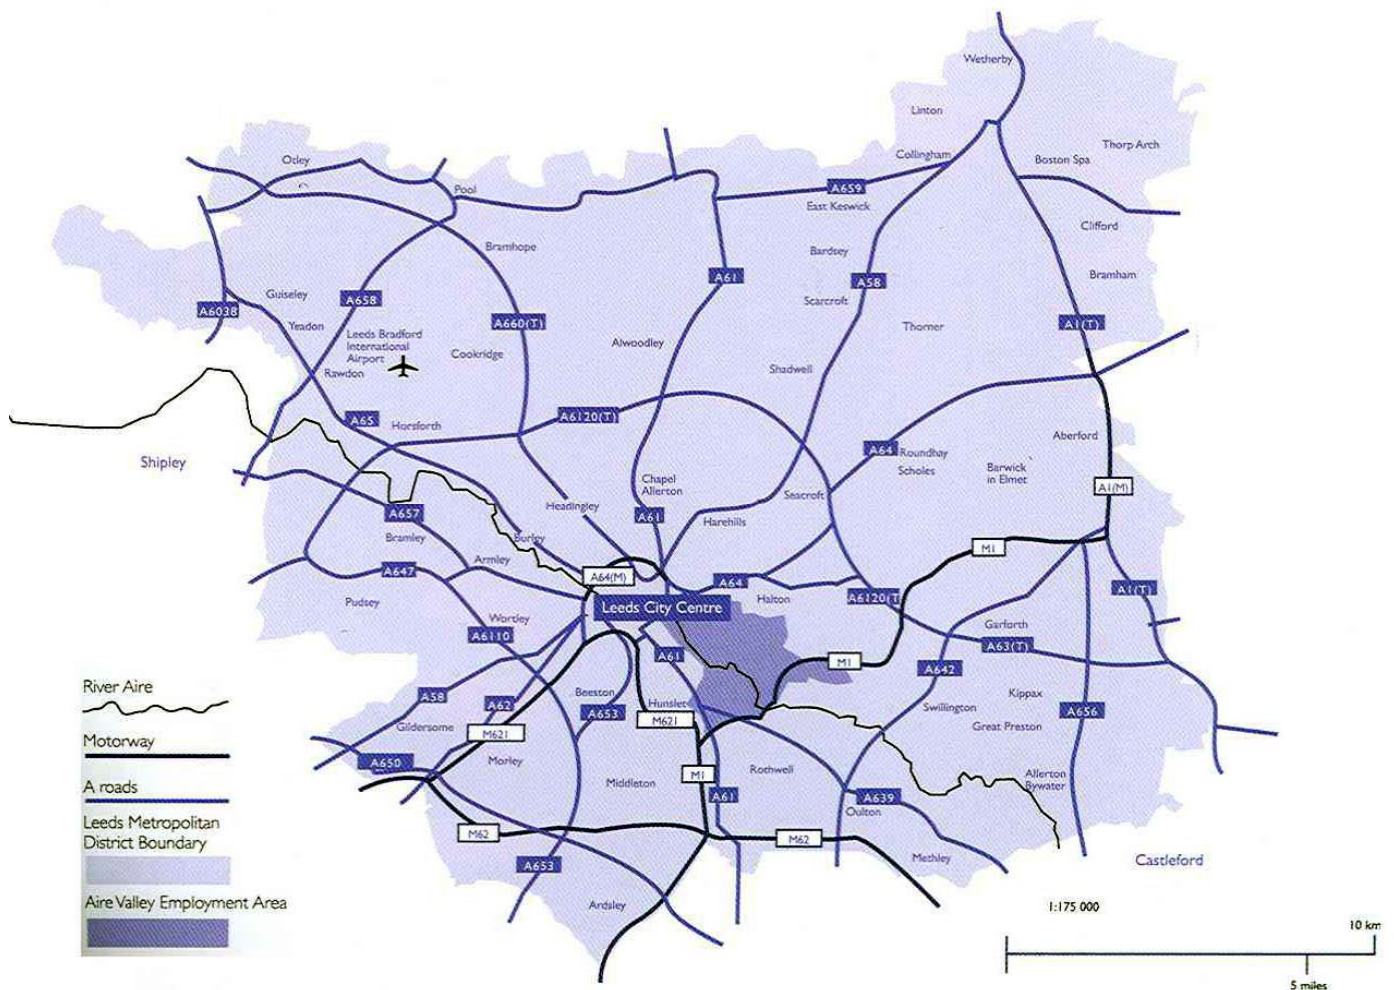 Wetherby
Linton
Thorp Arch
Collingham
Boston Spa
Otley
Pool
A659
East Keswick
Clifford
Bramhope
Bardsey
Bramham
A61
A58
Guiseley
A658
Scarcroft
A6038
Yeadon
A660(T)
Thorner
A1(T)
Leeds Bradford
International
Airport
Alwoodley
Cookridge
Rawdon
Shadwell
A65
Horsforth
A6120(T)
Aberford
A64
Roundhay
Scholes
Shipley
Barwick
in Elmet
Chapel
Allerton
A1(M)
Seacroft
Headingley
A657
A61
Harehills
Bramley
Burley
M1
Armley
A647
A64(M)
A64
A1(T)
Pudsey
Leeds City Centre
Halton
A6120(T)
Wortley
Garforth
A6110
A63(T)
A61
M1
A642
River Aire
Beeston
Kippax
A58
A62
Hunslet
Swillington
A653
A656
Gildersome
M621
M621
Great Preston
Motorway
A650
Morley
Rothwell
M1
Allerton
Bywater
Middleton
A roads
A61
A639
Oulton
Leeds Metropolitan
District Boundary
M62
M62
Methley
Castleford
A653
Aire Valley Employment Area
Ardsley
1:175 000
10 km
5 miles